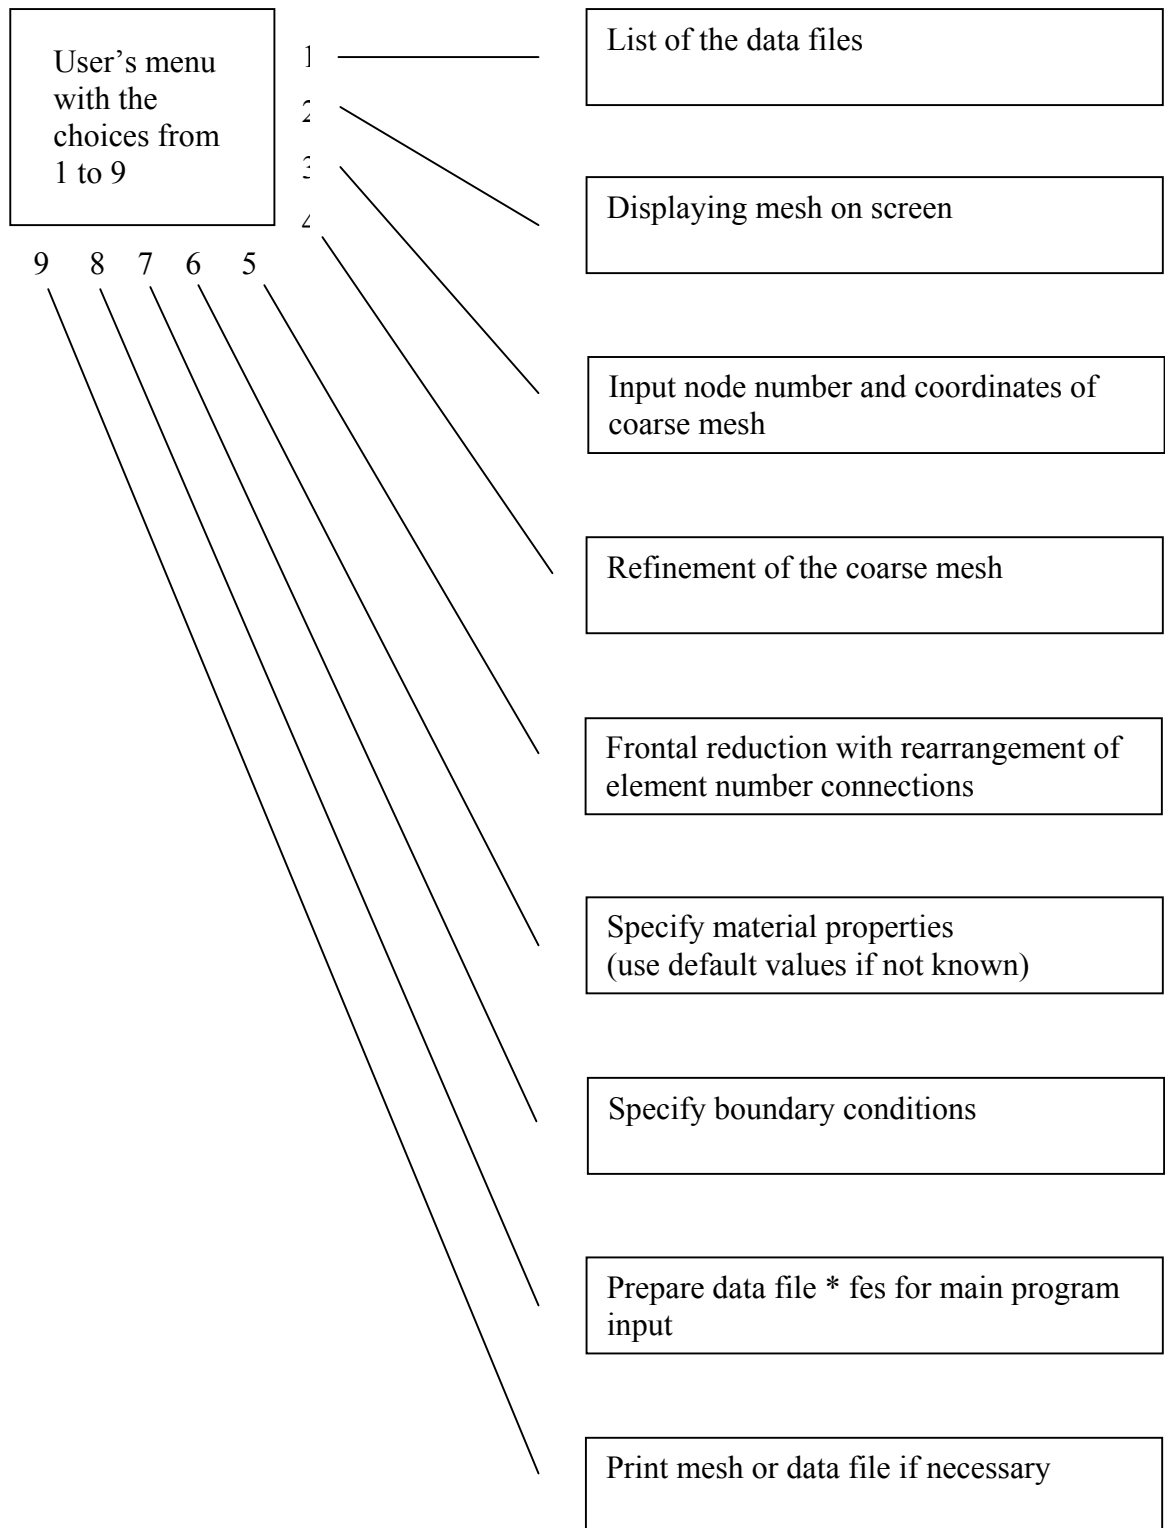 User’s menu
with the
choices from
1 to 9
1
2
3
4
9 8 7 6 5
List of the data files
Displaying mesh on screen
Input node number and coordinates of
coarse mesh
Refinement of the coarse mesh
Frontal reduction with rearrangement of
element number connections
Specify material properties
(use default values if not known)
Specify boundary conditions
Prepare data file * fes for main program
input
Print mesh or data file if necessary